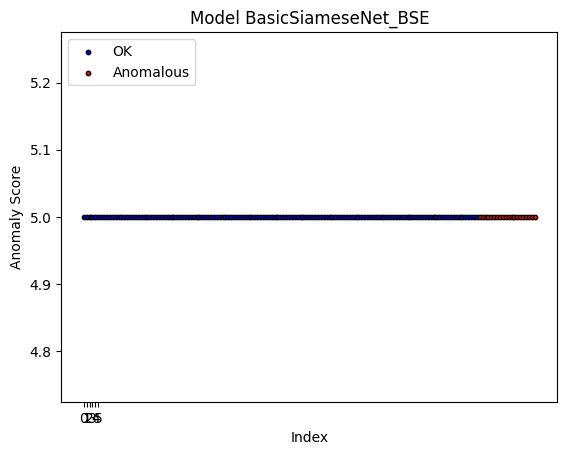 Model BasicSiameseNet_BSE
OK
Anomalous
5.2
5.1
5.0
4.9
4.8
Anomaly Score
Index